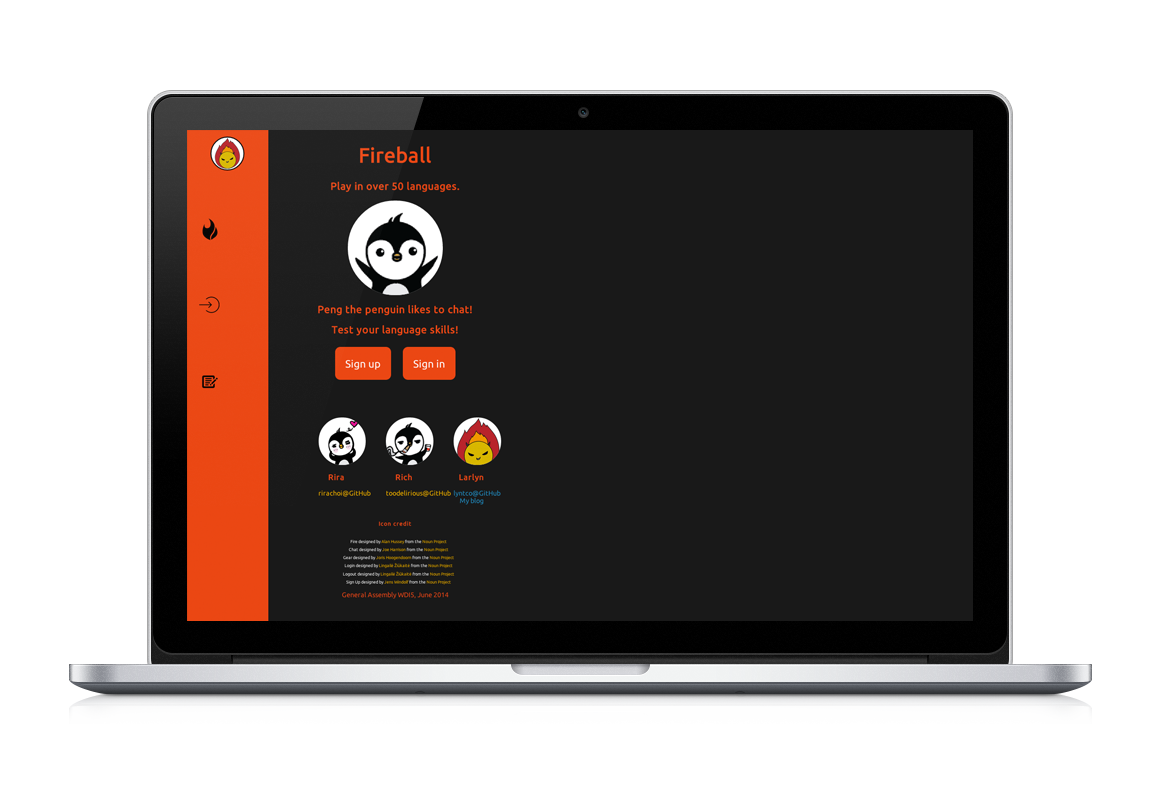 Fireball
Play in over 50 languages.
Peng the penguin likes to chat!
Test your language skills!
Sign up Sign in
Rira Rich Larlyn
rirachoi@GitHub toodelirious@GitHub lyntco@GitHub
My blog
Icon credit
Fire designed by Alan Hussey from the Noun Project
Chat designed by Joe Harrison from the Noun Project
Gear designed by Joris Hoogendoorn from the Noun Project
Login designed by Lingailė Žiūkaitė from the Noun Project
Logout designed by Lingailė Žiūkaitė from the Noun Project
Sign Up designed by Jens Windolf from the Noun Project
General Assembly WDI5, June 2014